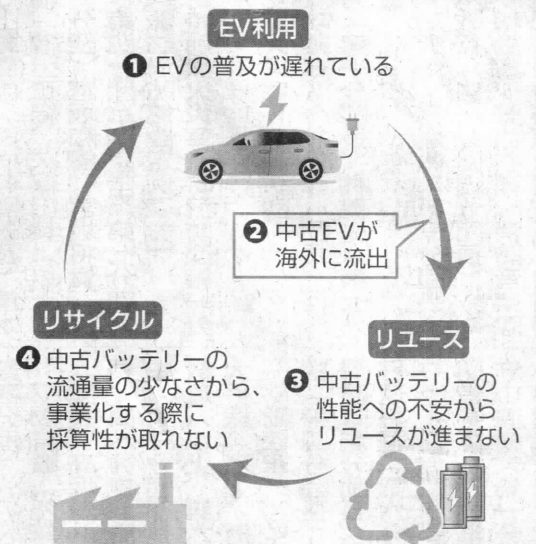 EV利用
❶ EVの普及が遅れている
❷ 中古EVが
海外に流出
リユース
❸ 中古バッテリーの
性能への不安から
リユースが進まない
リサイクル
❹ 中古バッテリーの
流通量の少なさから、
事業化する際に
採算性が取れない